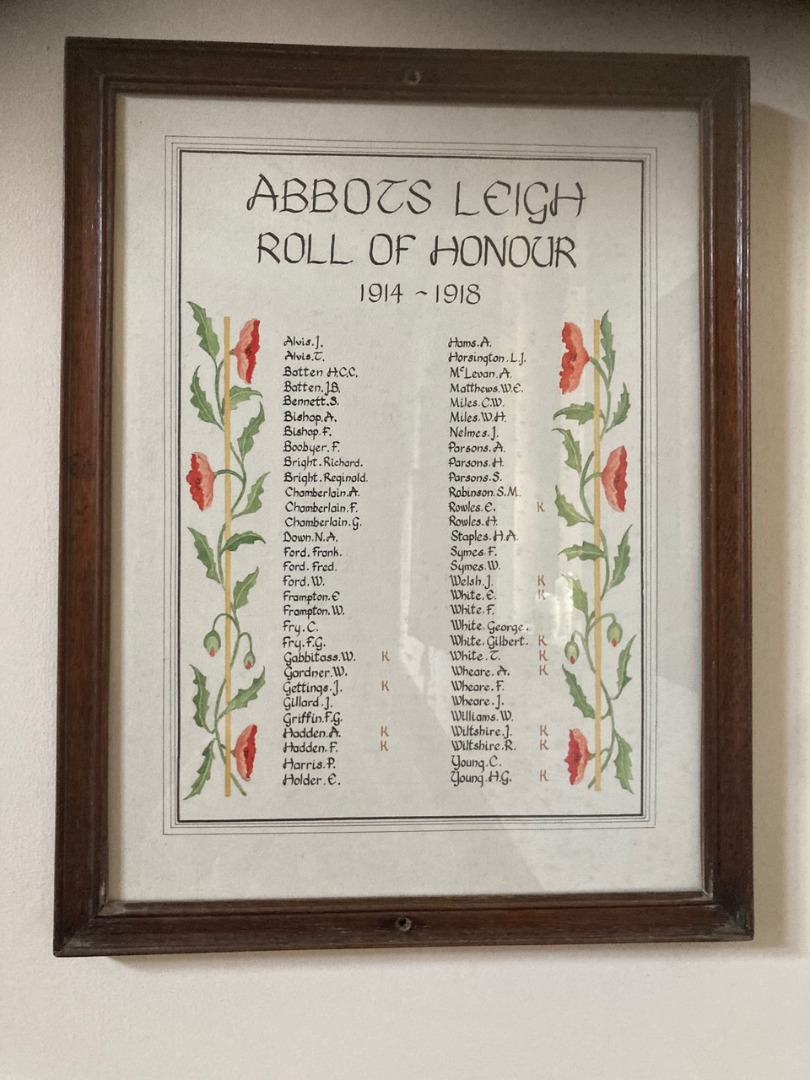 ABBOTS LEIGH
ROLL OF HONOUR
1914 ~ 1918
Alvis. J.
Alvis. T.
Batten H.C.C.
Batten. J.B.
Bennett. S.
Bishop. A.
Bishop. F.
Boobyer. F.
Bright. Richard.
Bright. Reginald.
Chamberlain. A.
Chamberlain. F.
Chamberlain. G.
Down. N.A.
Ford. Frank.
Ford. Fred.
Ford. W.
Frampton. E
Frampton. W.
Fry. C.
Fry. F.G.
Gabbitass. W. K
Gardner. W.
Gettings. J. K
Gillard. J.
Griffin. F.G.
Hadden. A. K
Hadden. F. K
Harris. P.
Holder. E.
Hams. A.
Horsington. L.J.
McLevan. A.
Matthews. W.E.
Miles. C.W.
Miles. W.H.
Nelmes. J.
Parsons. A.
Parsons. H.
Parsons. S.
Robinson. S.M.
Rowles. E. K
Rowles. H.
Staples. H.A.
Symes. F.
Symes. W.
Welsh. J. K
White. E. K
White. F.
White. George.
White. Gilbert. K
White. T. K
Wheare. A. K
Wheare. F.
Wheare. J.
Williams. W.
Wiltshire. J. K
Wiltshire. R. K
Young. C.
Young. H.G. K